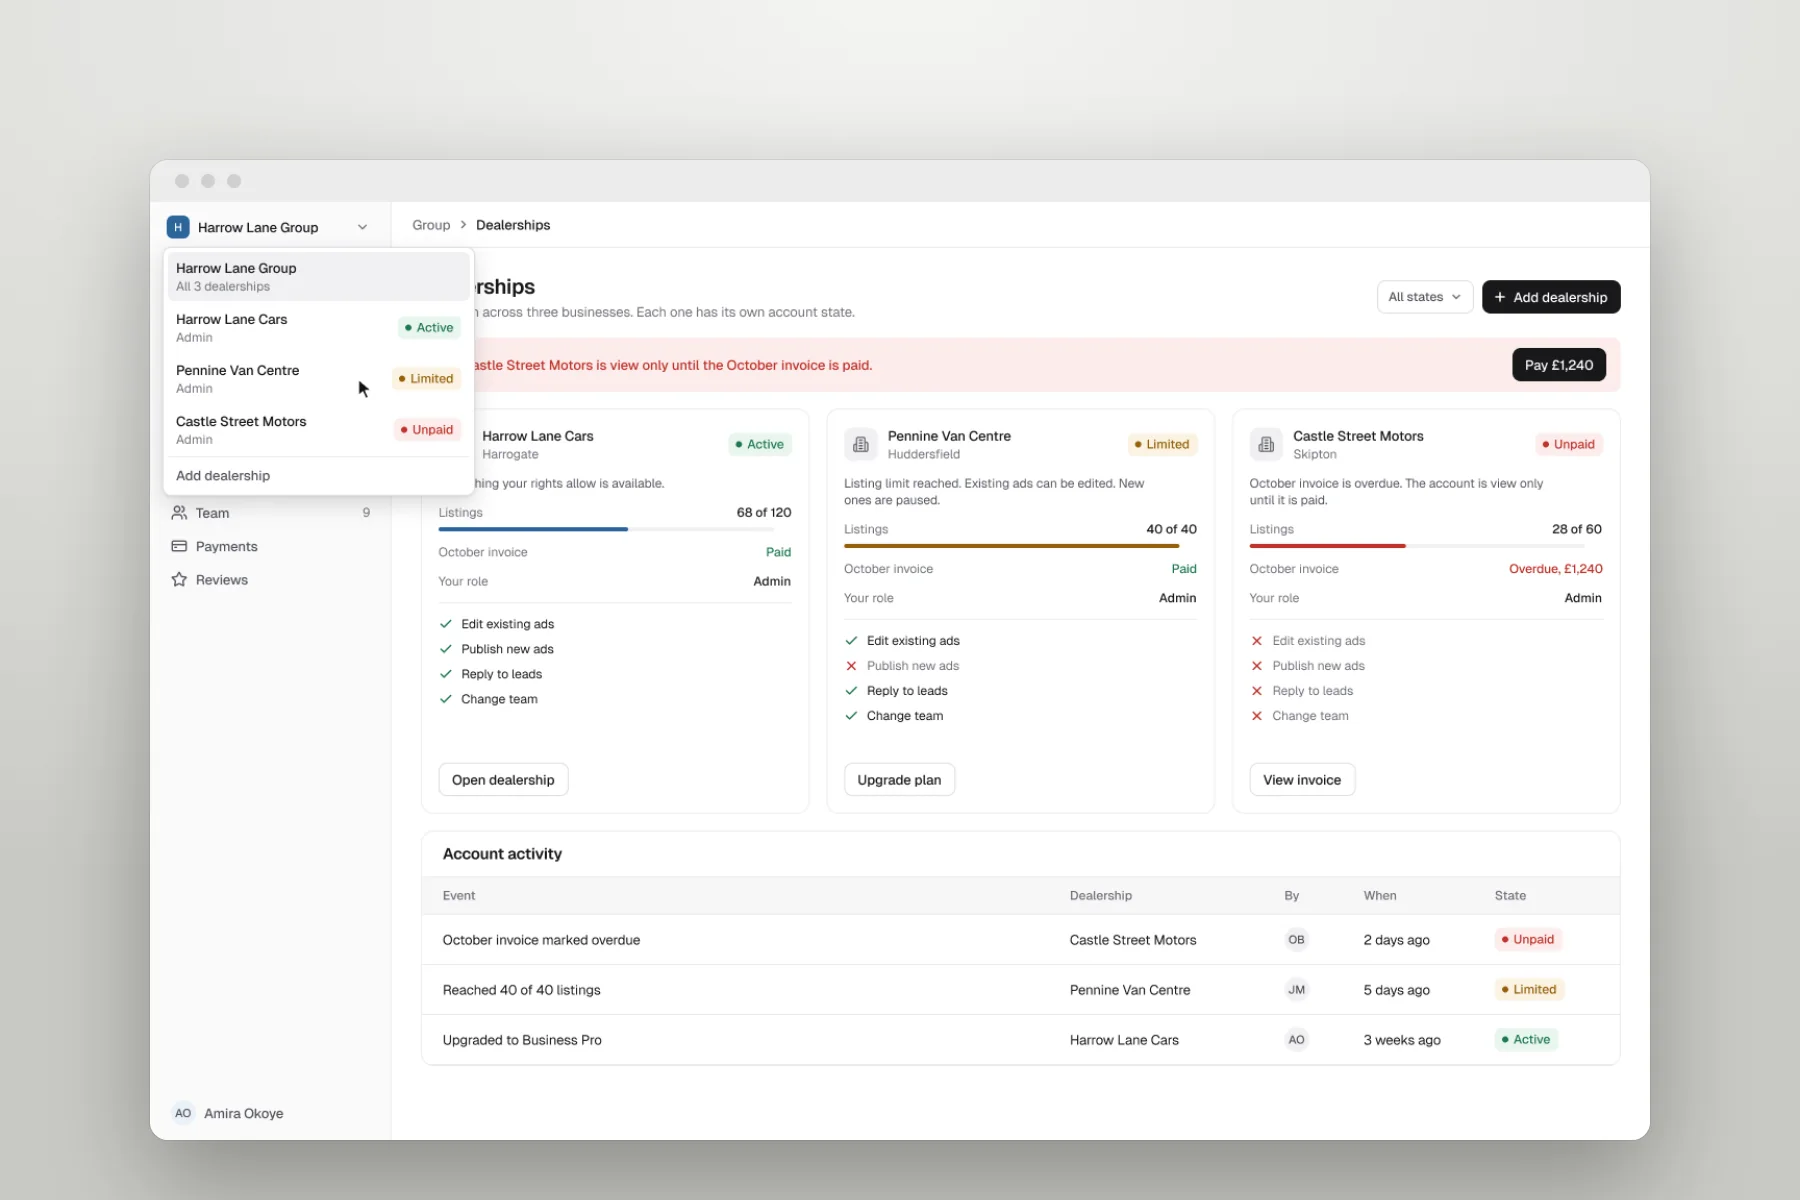 H Harrow Lane Group
Group > Dealerships
Harrow Lane Group
All 3 dealerships
Harrow Lane Cars
Admin
Active
Pennine Van Centre
Admin
Limited
Castle Street Motors
Admin
Unpaid
Add dealership
Team 9
Payments
Reviews
AO Amira Okoye
erships
across three businesses. Each one has its own account state.
All states
+ Add dealership
astle Street Motors is view only until the October invoice is paid.
Pay £1,240
Harrow Lane Cars
Harrogate
Active
hing your rights allow is available.
Listings 68 of 120
October invoice Paid
Your role Admin
Edit existing ads
Publish new ads
Reply to leads
Change team
Open dealership
Pennine Van Centre
Huddersfield
Limited
Listing limit reached. Existing ads can be edited. New
ones are paused.
Listings 40 of 40
October invoice Paid
Your role Admin
Edit existing ads
Publish new ads
Reply to leads
Change team
Upgrade plan
Castle Street Motors
Skipton
Unpaid
October invoice is overdue. The account is view only
until it is paid.
Listings 28 of 60
October invoice Overdue, £1,240
Your role Admin
Edit existing ads
Publish new ads
Reply to leads
Change team
View invoice
Account activity
Event Dealership By When State
October invoice marked overdue Castle Street Motors OB 2 days ago Unpaid
Reached 40 of 40 listings Pennine Van Centre JM 5 days ago Limited
Upgraded to Business Pro Harrow Lane Cars AO 3 weeks ago Active